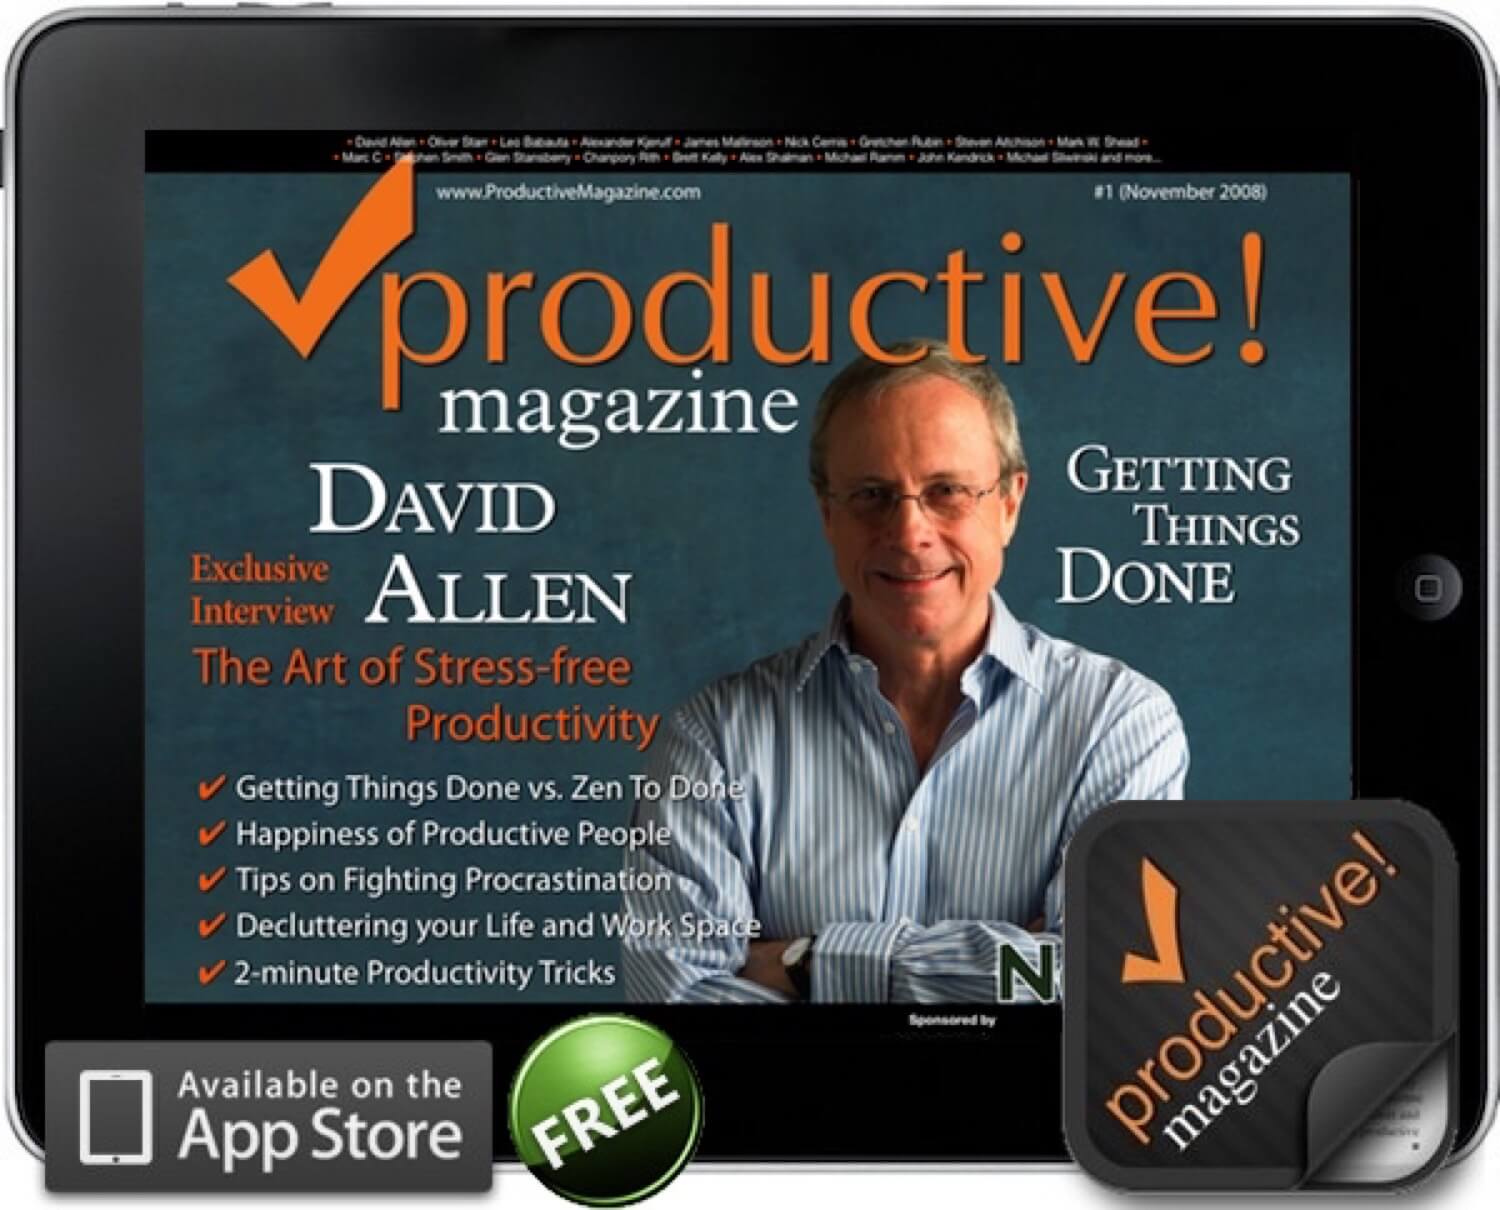 • David Allen • Oliver Starr • Leo Babauta • Alexander Kjerulf • James Mallinson • Nick Cernis • Gretchen Rubin • Steven Aitchison • Mark W. Shead •
• Marc C • Stephen Smith • Glen Stansberry • Chanpory Rith • Brett Kelly • Alex Shalman • Michael Ramm • John Kendrick • Michael Sliwinski and more...
www.ProductiveMagazine.com
#1 (November 2008)
productive!
magazine
DAVID
ALLEN
Exclusive
Interview
GETTING
THINGS
DONE
The Art of Stress-free
Productivity
✔ Getting Things Done vs. Zen To Done
✔ Happiness of Productive People
✔ Tips on Fighting Procrastination
✔ Decluttering your Life and Work Space
✔ 2-minute Productivity Tricks
N
Sponsored by
Available on the
App Store
FREE
productive!
magazine